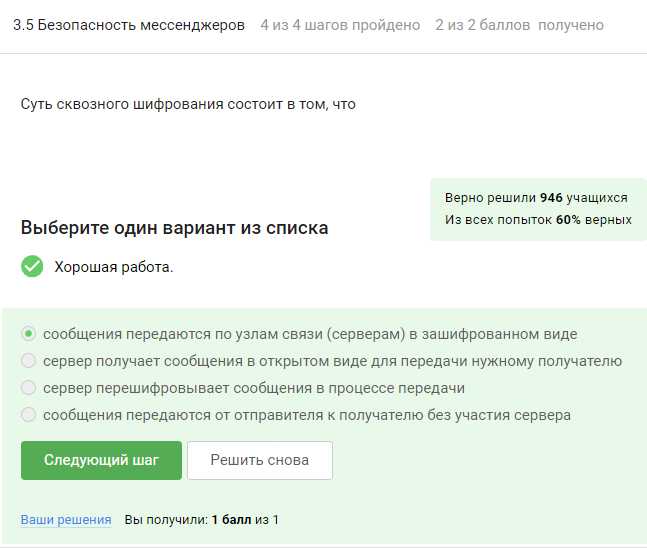 3.5 Безопасность мессенджеров 4 из 4 шагов пройдено 2 из 2 баллов получено
Суть сквозного шифрования состоит в том, что
Верно решили 946 учащихся
Из всех попыток 60% верных
Выберите один вариант из списка
Хорошая работа.
сообщения передаются по узлам связи (серверам) в зашифрованном виде
сервер получает сообщения в открытом виде для передачи нужному получателю
сервер перешифровывает сообщения в процессе передачи
сообщения передаются от отправителя к получателю без участия сервера
Следующий шаг Решить снова
Ваши решения Вы получили: 1 балл из 1